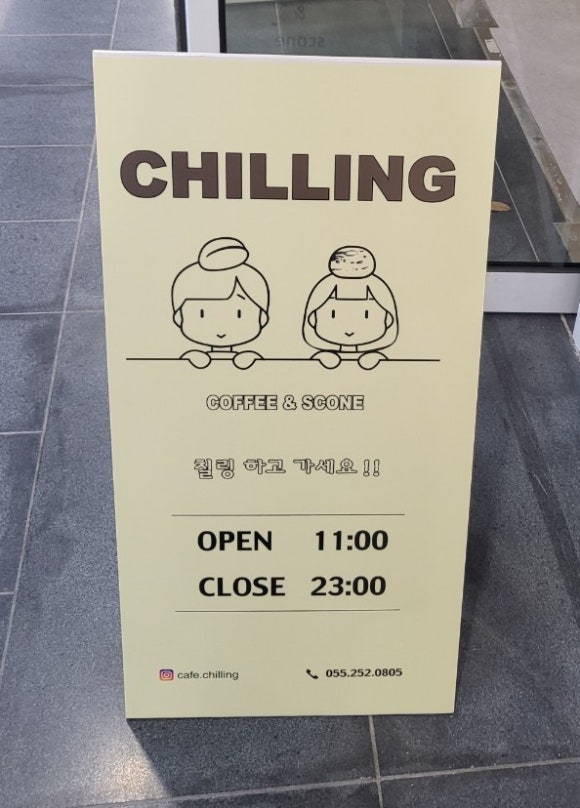 scone
CHILLING
COFFEE & SCONE
칠링 하고 가세요!!
OPEN 11:00
CLOSE 23:00
cafe.chilling
055.252.0805